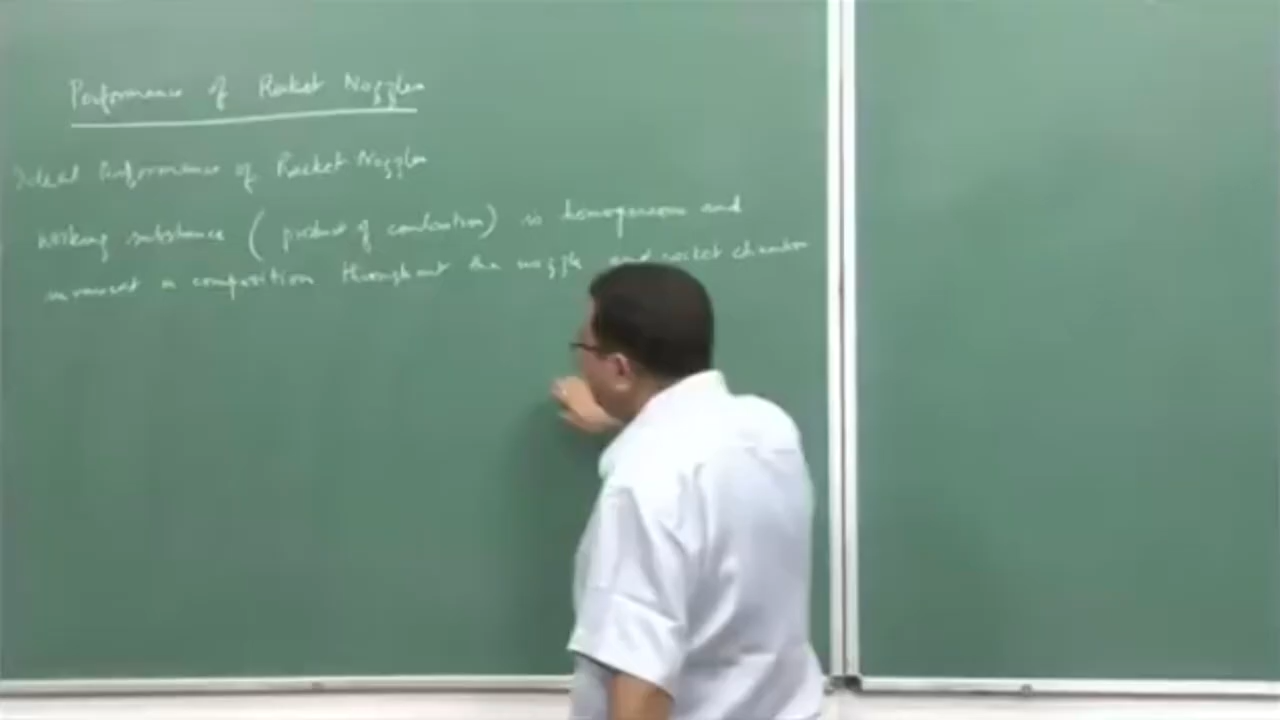 Performance of Rocket Nozzles
Ideal Performance of Rocket Nozzles
Working substance (product of combustion) is homogeneous and
invariant in composition throughout the nozzle and rocket chamber